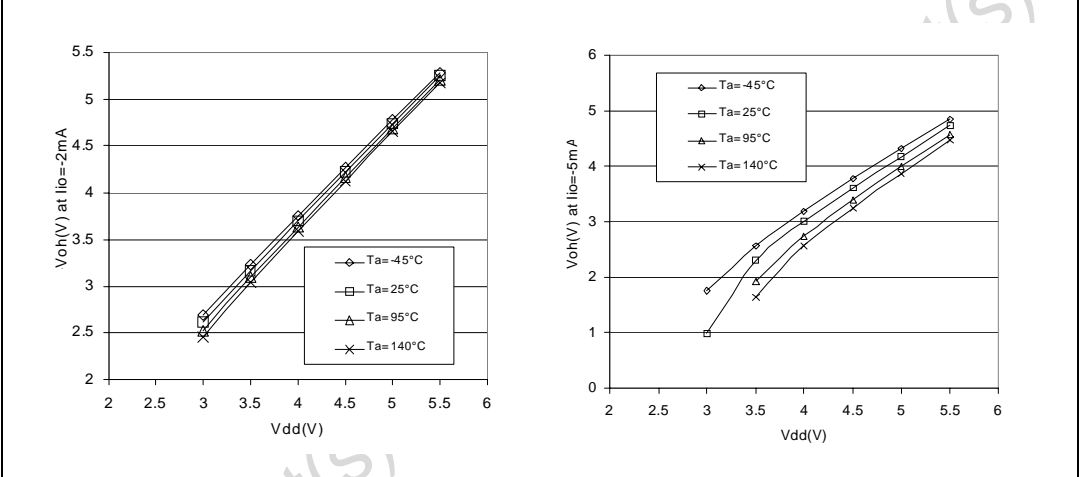 5.5
5
4.5
4
3.5
3
2.5
2
Voh(V) at Iio=-2mA
Ta=-45°C
Ta=25°C
Ta=95°C
Ta=140°C
2 2.5 3 3.5 4 4.5 5 5.5 6
Vdd(V)
6
5
4
3
2
1
0
Voh(V) at Iio=-5mA
Ta=-45°C
Ta=25°C
Ta=95°C
Ta=140°C
2 2.5 3 3.5 4 4.5 5 5.5 6
Vdd(V)
t(s)
t(s)